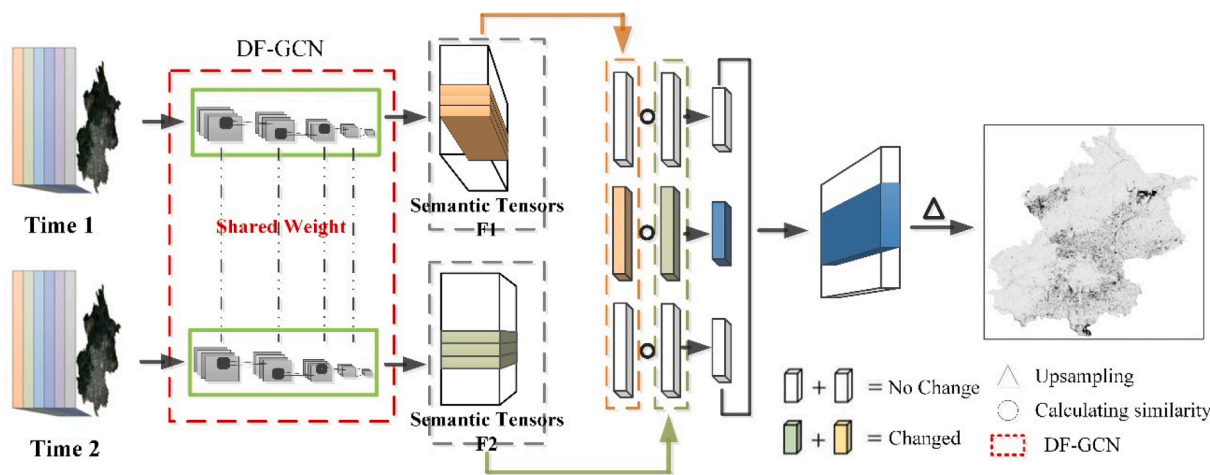 DF-GCN
Time 1
Shared Weight
Time 2
Semantic Tensors
F1
Semantic Tensors
F2
Δ
+ = No Change
+ = Changed
Upsampling
Calculating similarity
DF-GCN